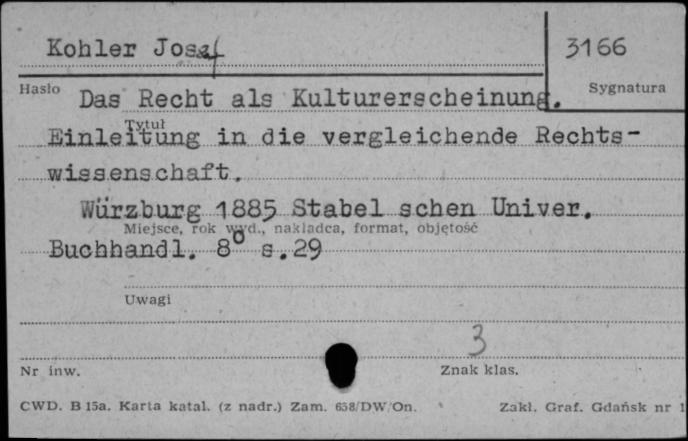 Kohler Josef 3166
Hasło Sygnatura
Das Recht als Kulturerscheinung.
Tytuł
Einleitung in die vergleichende Rechts-
wissenschaft.
Würzburg 1885 Stabel schen Univer.
Miejsce, rok wyd., nakładca, format, objętość
Buchhandl. 8° s.29
Uwagi
3
Nr inw. Znak klas.
CWD. B 15a. Karta katal. (z nadr.) Zam. 658/DW/On. Zakł. Graf. Gdańsk nr 1